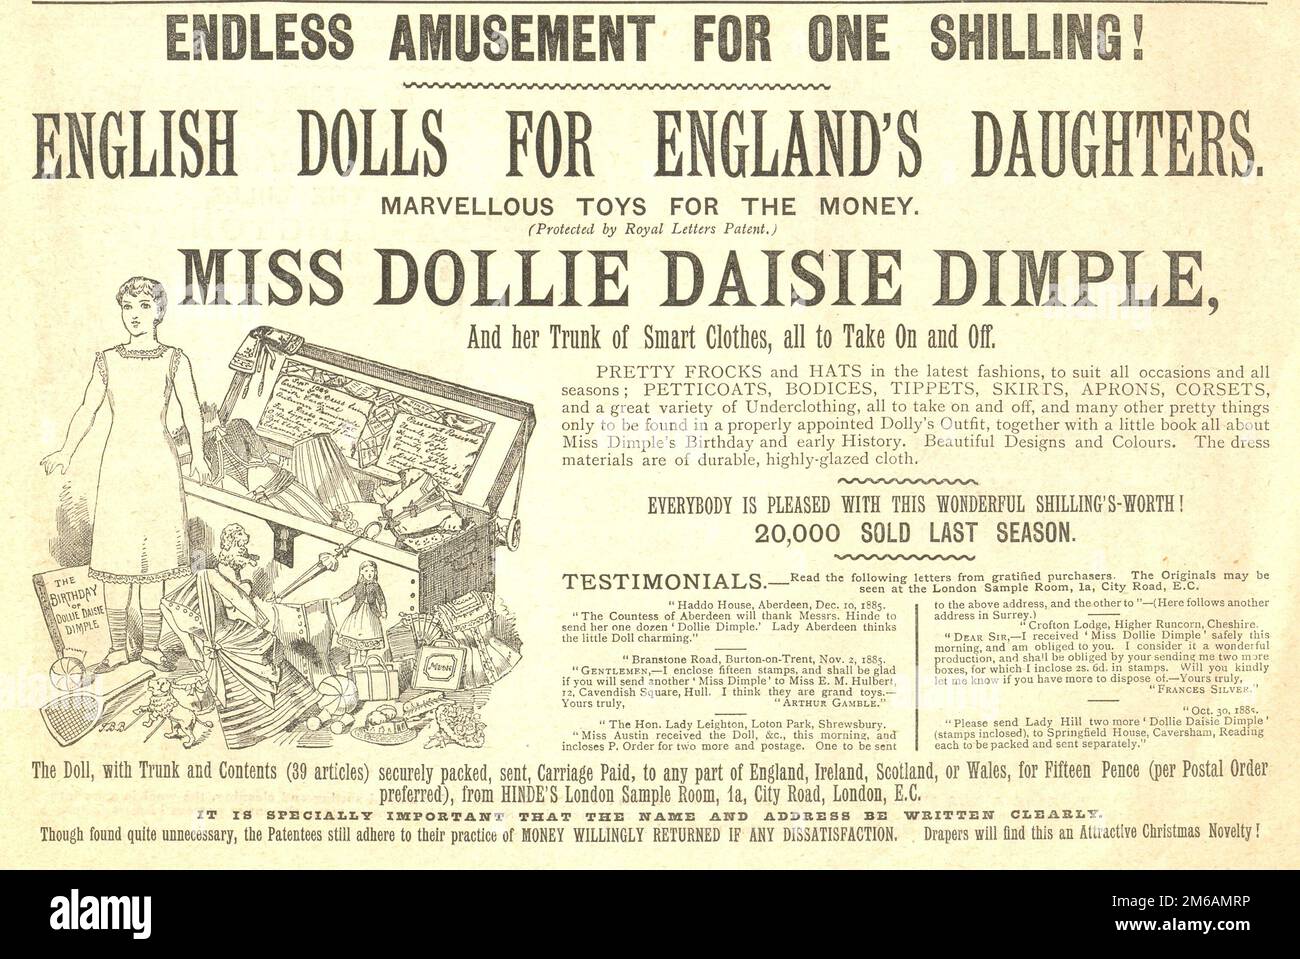 ENDLESS AMUSEMENT FOR ONE SHILLING!
ENGLISH DOLLS FOR ENGLAND'S DAUGHTERS.
MARVELLOUS TOYS FOR THE MONEY.
(Protected by Royal Letters Patent.)
MISS DOLLIE DAISIE DIMPLE,
And her Trunk of Smart Clothes, all to Take On and Off.
PRETTY FROCKS and HATS in the latest fashions, to suit all occasions and all
seasons; PETTICOATS, BODICES, TIPPETS, SKIRTS, APRONS, CORSETS,
and a great variety of Underclothing, all to take on and off, and many other pretty things
only to be found in a properly appointed Dolly's Outfit, together with a little book all about
Miss Dimple's Birthday and early History. Beautiful Designs and Colours. The dress
materials are of durable, highly-glazed cloth.
EVERYBODY IS PLEASED WITH THIS WONDERFUL SHILLING'S-WORTH!
20,000 SOLD LAST SEASON.
THE
BIRTHDAY
OF
DOLLIE DAISIE
DIMPLE
Music
J.B.B
TESTIMONIALS.—Read the following letters from gratified purchasers. The Originals may be
seen at the London Sample Room, 1a, City Road, E.C.
"Haddo House, Aberdeen, Dec. 10, 1885.
"The Countess of Aberdeen will thank Messrs. Hinde to
send her one dozen 'Dollie Dimple.' Lady Aberdeen thinks
the little Doll charming."
"Branstone Road, Burton-on-Trent, Nov. 2, 1885.
"GENTLEMEN,—I enclose fifteen stamps, and shall be glad
if you will send another 'Miss Dimple' to Miss E. M. Hulbert,
12, Cavendish Square, Hull. I think they are grand toys.—
Yours truly, "ARTHUR GAMBLE."
"The Hon. Lady Leighton, Loton Park, Shrewsbury.
"Miss Austin received the Doll, &c., this morning, and
incloses P. Order for two more and postage. One to be sent
to the above address, and the other to"—(Here follows another
address in Surrey.)
"Crofton Lodge, Higher Runcorn, Cheshire.
"DEAR SIR,—I received 'Miss Dollie Dimple' safely this
morning, and am obliged to you. I consider it a wonderful
production, and shall be obliged by your sending me two more
boxes, for which I inclose 2s. 6d. in stamps. Will you kindly
let me know if you have more to dispose of.—Yours truly,
"FRANCES SILVER."
"Oct. 30, 1885.
"Please send Lady Hill two more 'Dollie Daisie Dimple'
(stamps inclosed), to Springfield House, Caversham, Reading
each to be packed and sent separately."
The Doll, with Trunk and Contents (39 articles) securely packed, sent, Carriage Paid, to any part of England, Ireland, Scotland, or Wales, for Fifteen Pence (per Postal Order
preferred), from HINDE'S London Sample Room, 1a, City Road, London, E.C.
IT IS SPECIALLY IMPORTANT THAT THE NAME AND ADDRESS BE WRITTEN CLEARLY.
Though found quite unnecessary, the Patentees still adhere to their practice of MONEY WILLINGLY RETURNED IF ANY DISSATISFACTION. Drapers will find this an Attractive Christmas Novelty!
alamy
Image ID: 2M6AMRP
www.alamy.com